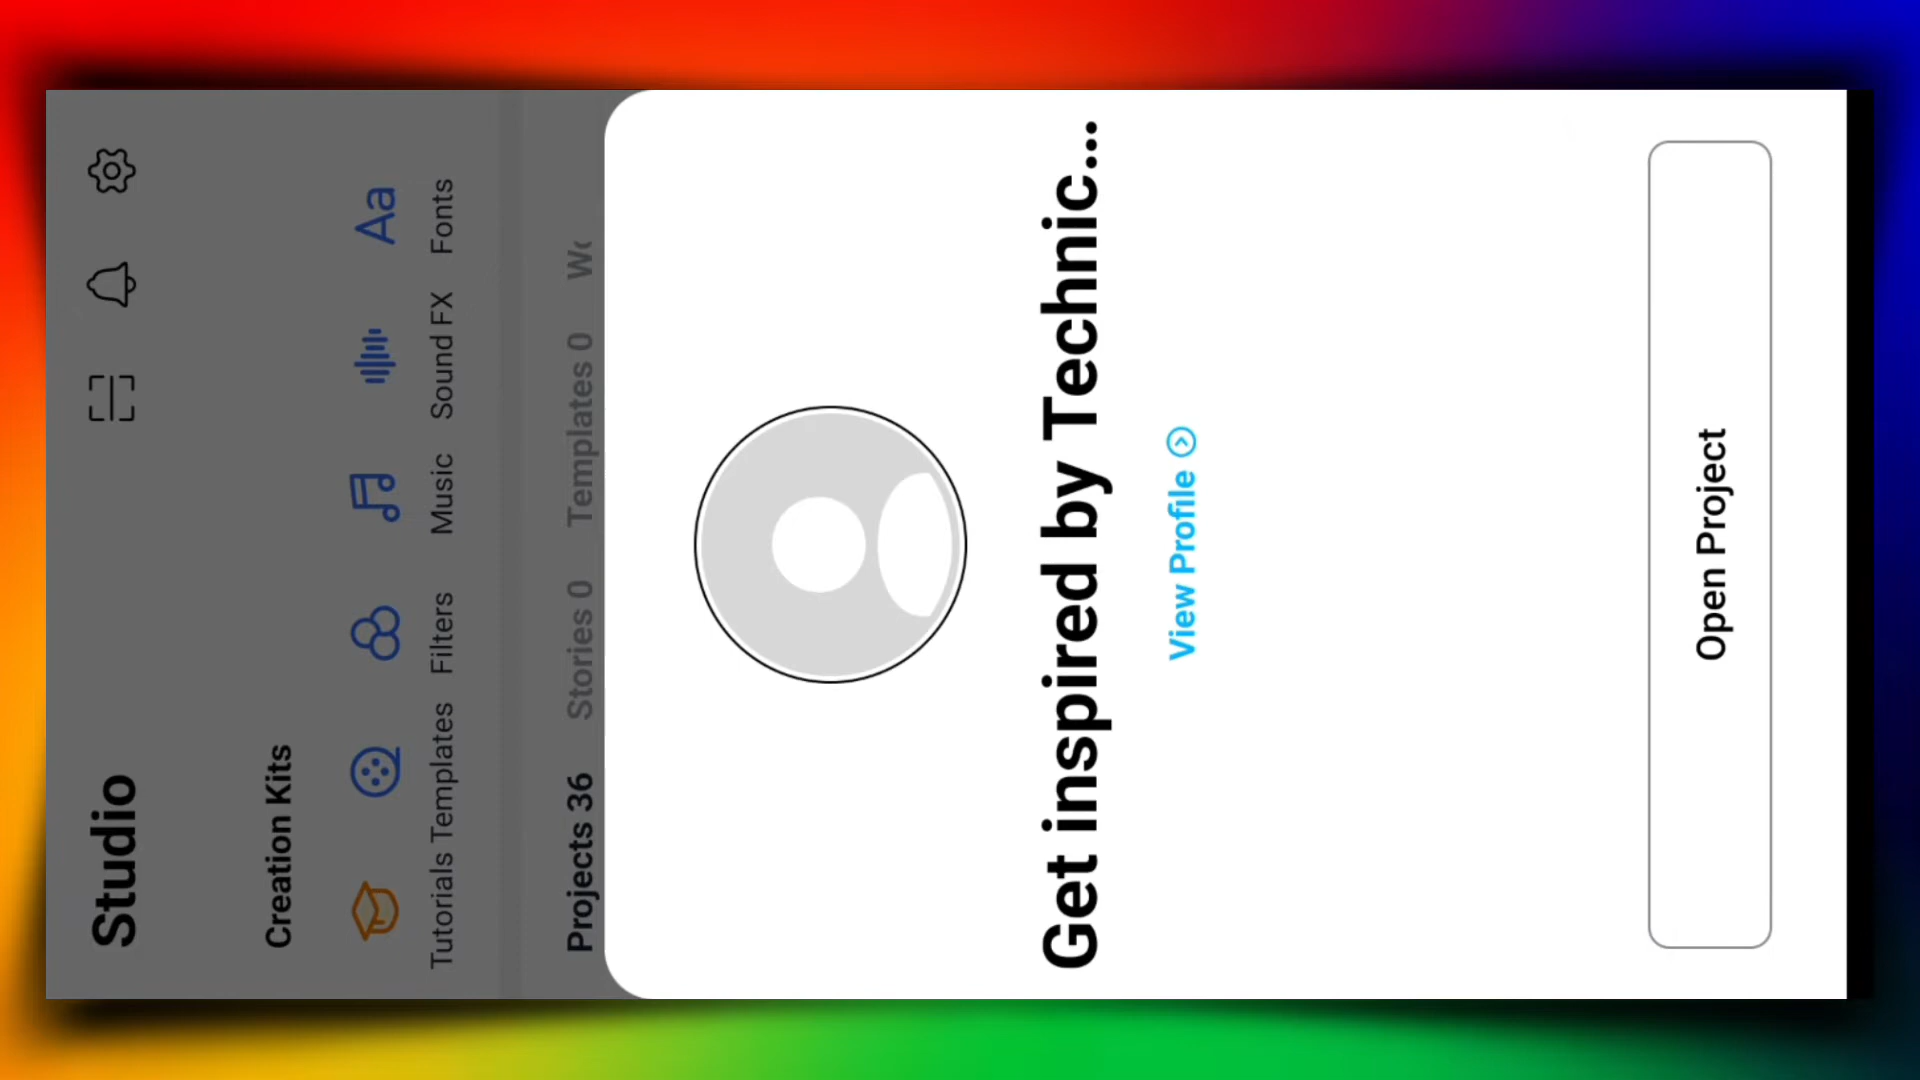 Studio
Creation Kits
Tutorials Templates Filters Music Sound FX Fonts
Projects 36 Stories 0 Templates 0
Get inspired by Technic...
View Profile
Open Project